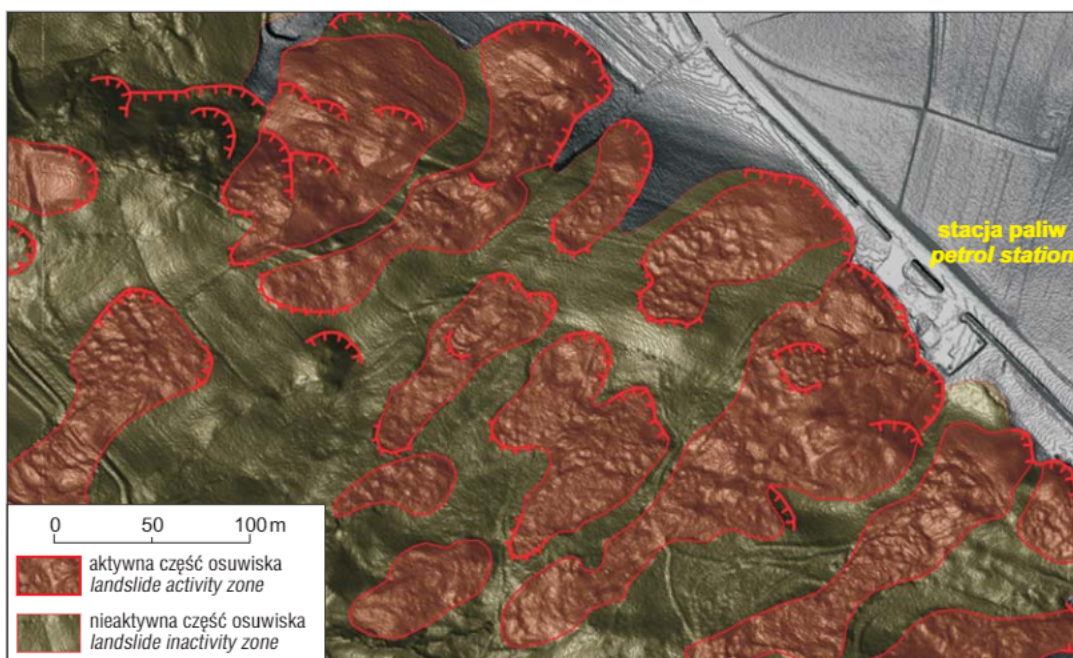 stacja paliw
petrol station
0 50 100 m
aktywna część osuwiska
landslide activity zone
nieaktywna część osuwiska
landslide inactivity zone